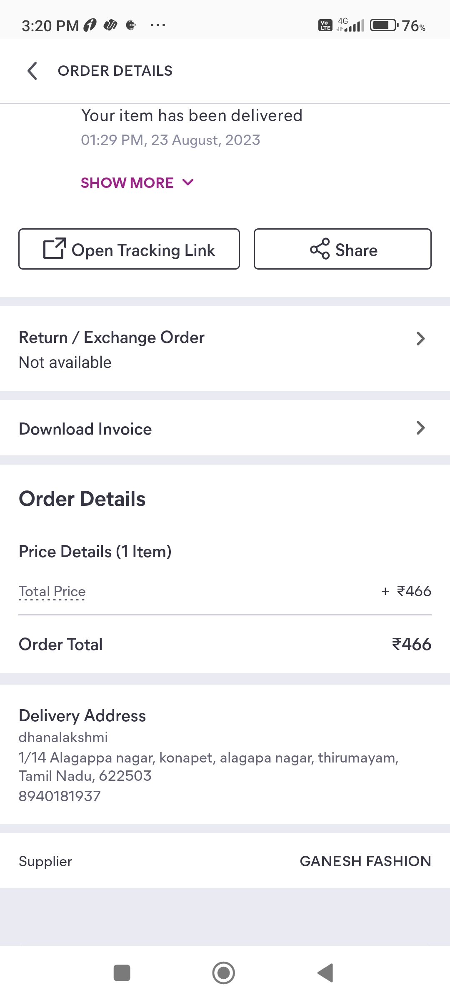 3:20 PM
Vo LTE 4G 76%
ORDER DETAILS
Your item has been delivered
01:29 PM, 23 August, 2023
SHOW MORE
Open Tracking Link Share
Return / Exchange Order
Not available
Download Invoice
Order Details
Price Details (1 Item)
Total Price + ₹466
Order Total ₹466
Delivery Address
dhanalakshmi
1/14 Alagappa nagar, konapet, alagapa nagar, thirumayam,
Tamil Nadu, 622503
8940181937
Supplier GANESH FASHION